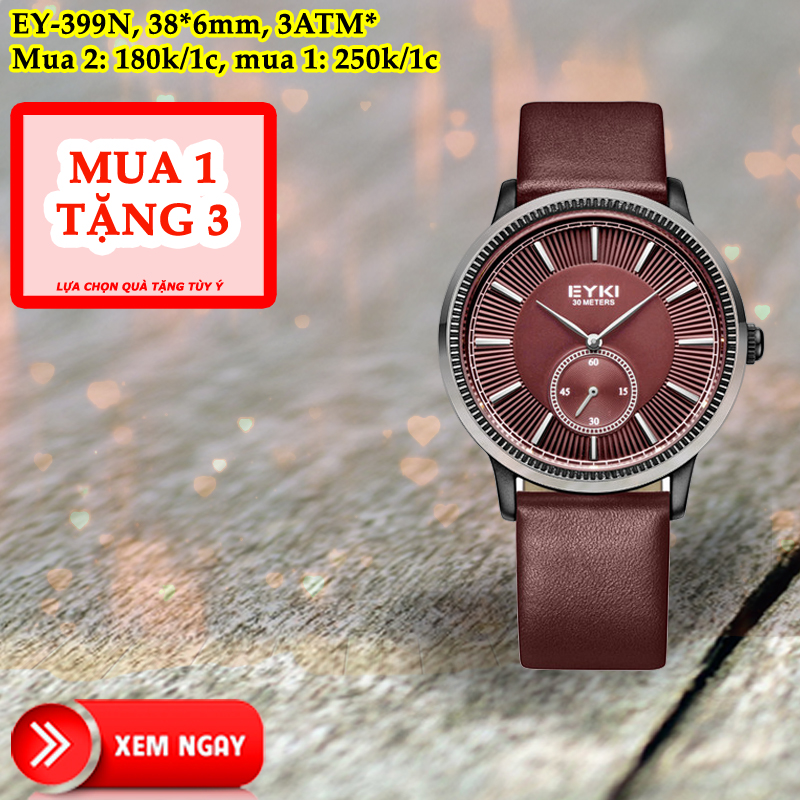 EY-399N, 38*6mm, 3ATM*
Mua 2: 180k/1c, mua 1: 250k/1c
MUA 1
TẶNG 3
LỰA CHỌN QUÀ TẶNG TÙY Ý
EYKI
30 METERS
60
45 15
30
XEM NGAY